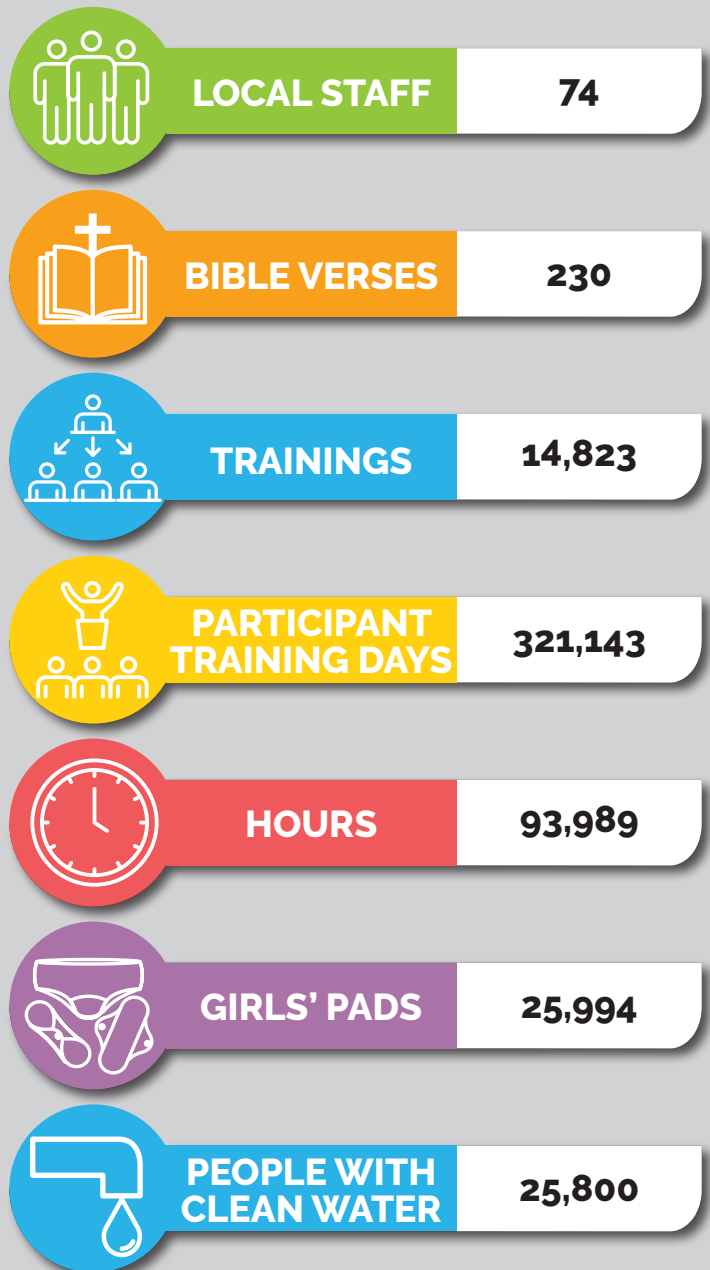 LOCAL STAFF 74
BIBLE VERSES 230
TRAININGS 14,823
PARTICIPANT
TRAINING DAYS 321,143
HOURS 93,989
GIRLS’ PADS 25,994
PEOPLE WITH
CLEAN WATER 25,800